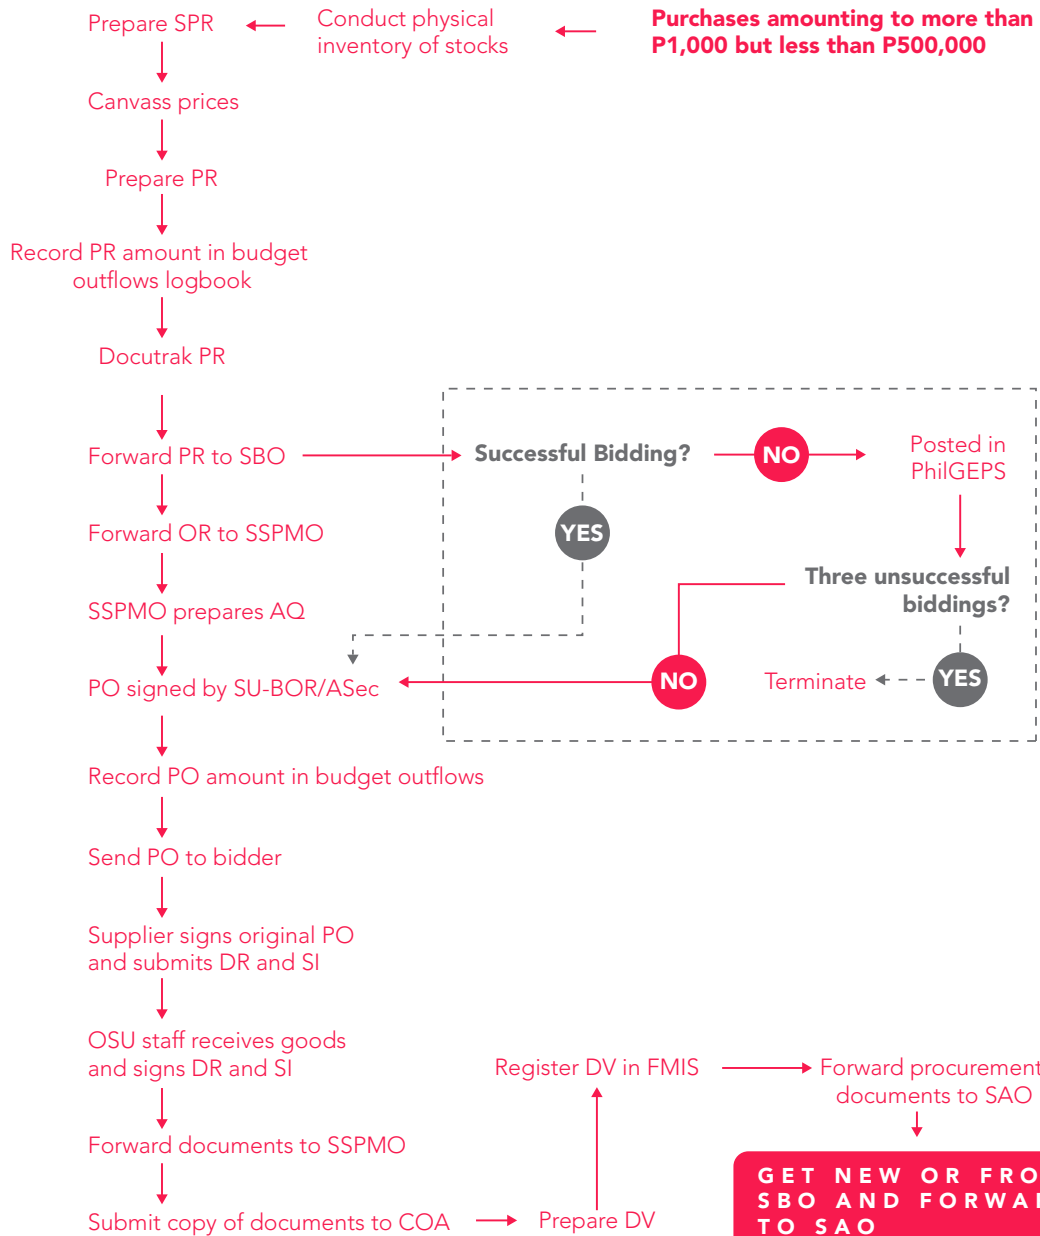 Purchases amounting to more than
P1,000 but less than P500,000
Conduct physical
inventory of stocks
Prepare SPR
Canvass prices
Prepare PR
Record PR amount in budget
outflows logbook
Docutrak PR
Forward PR to SBO
Successful Bidding?
NO
Posted in
PhilGEPS
YES
Three unsuccessful
biddings?
NO
YES
Terminate
Forward OR to SSPMO
SSPMO prepares AQ
PO signed by SU-BOR/ASec
Record PO amount in budget outflows
Send PO to bidder
Supplier signs original PO
and submits DR and SI
OSU staff receives goods
and signs DR and SI
Forward documents to SSPMO
Submit copy of documents to COA
Prepare DV
Register DV in FMIS
Forward procurement
documents to SAO
GET NEW OR FRO
SBO AND FORWA
TO SAO